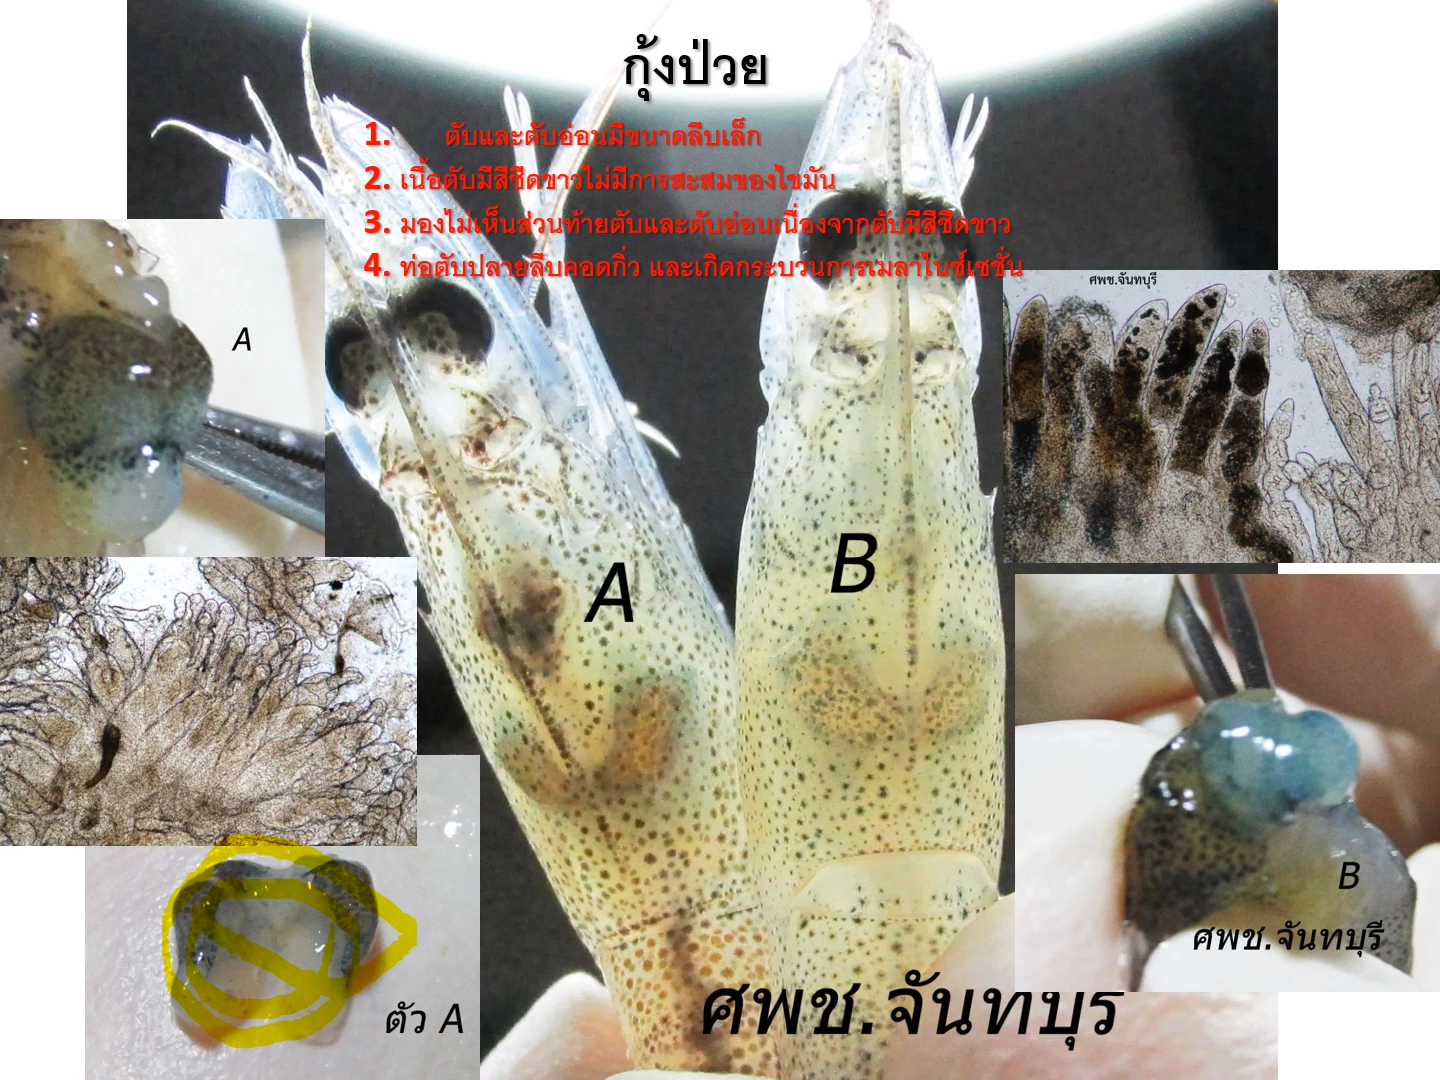 กุ้งป่วย
1. ตับและตับอ่อนมีขนาดลีบเล็ก
2. เนื้อตับมีสีซีดขาวไม่มีการสะสมของไขมัน
3. มองไม่เห็นส่วนท้ายตับและตับอ่อนเนื่องจากตับมีสีซีดขาว
4. ท่อตับปลายลีบคอดกิ่ว และเกิดกระบวนการเมลาไนซ์เซชั่น
ศพช.จันทบุรี
A
A
B
B
ศพช.จันทบุรี
ตัว A
ศพช.จันทบุรี